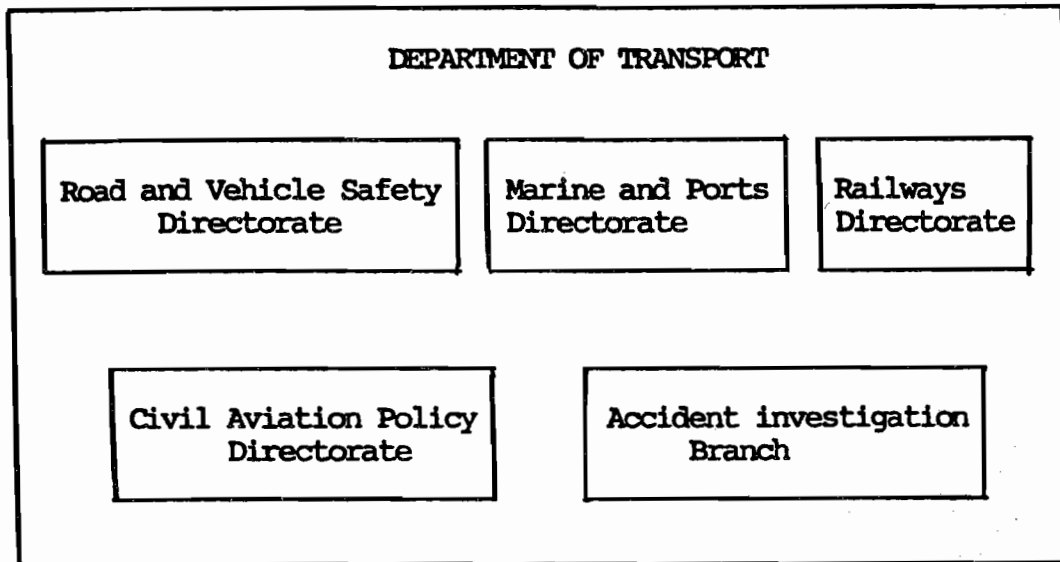 DEPARTMENT OF TRANSPORT
Road and Vehicle Safety
Directorate
Marine and Ports
Directorate
Railways
Directorate
Civil Aviation Policy
Directorate
Accident investigation
Branch